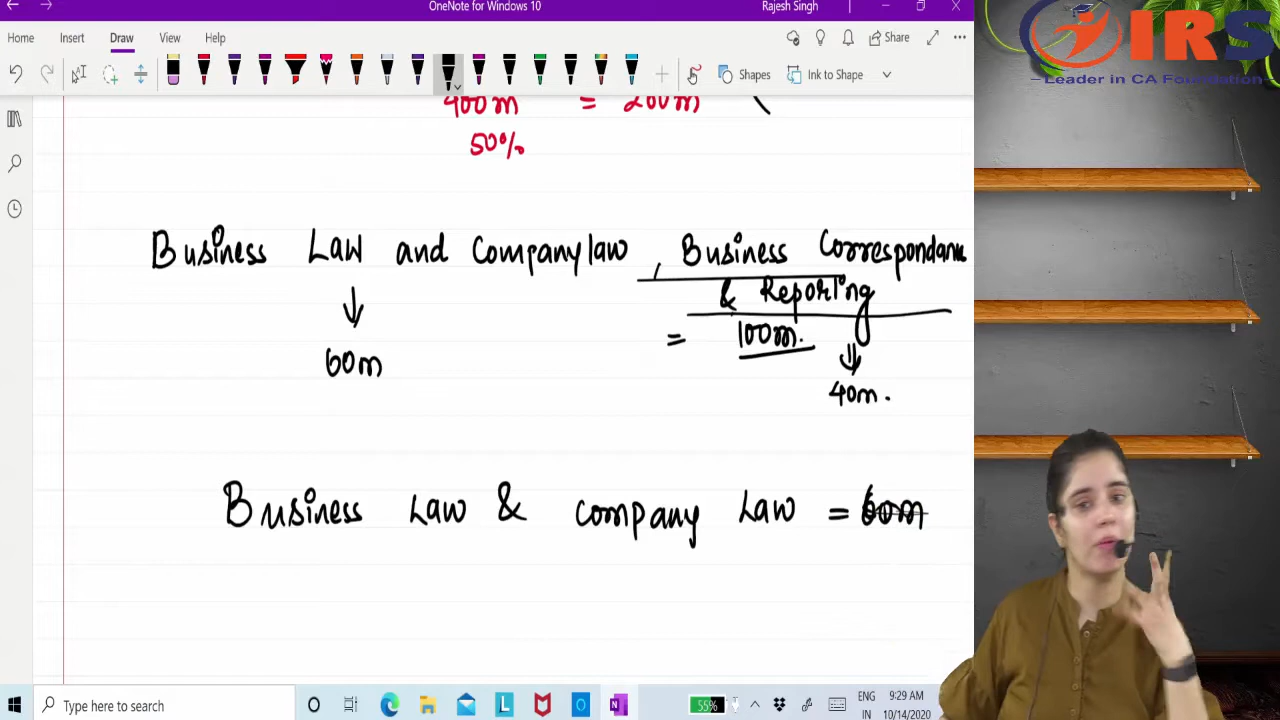 OneNote for Windows 10
Rajesh Singh
Home Insert Draw View Help
Share
Shapes
Ink to Shape
IRS
Leader in CA Foundation
400m = 200m
50%
Business Law and Company law, Business Correspondance
& Reporting
= 100m.
60m
40m.
Business Law & company Law = 60m
Type here to search
55%
ENG
IN
9:29 AM
10/14/2020